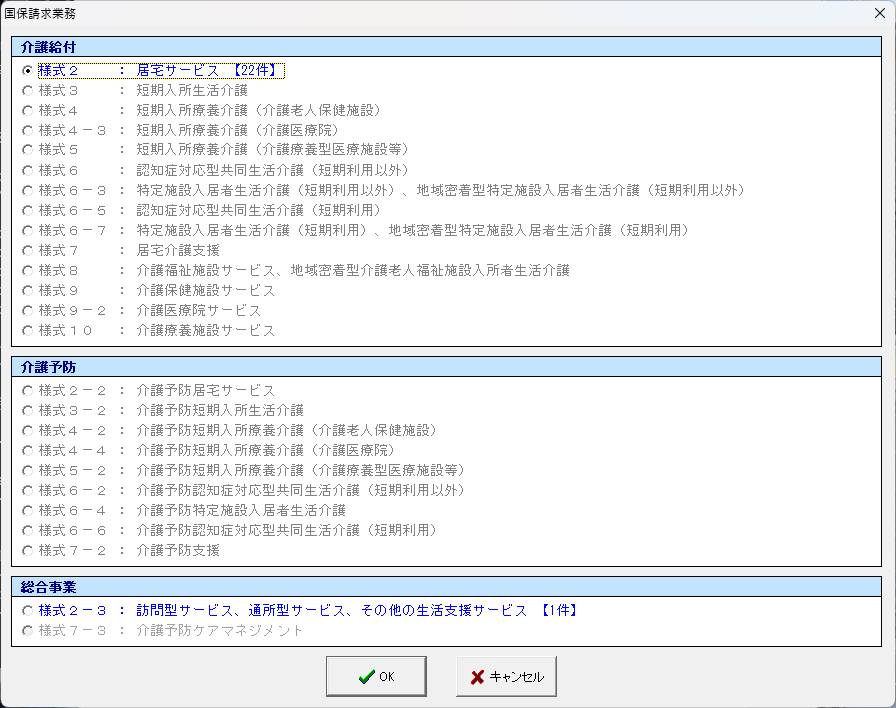 国保請求業務
介護給付
様式２　　　：　居宅サービス　【22件】
様式３　　　：　短期入所生活介護
様式４　　　：　短期入所療養介護（介護老人保健施設）
様式４－３　：　短期入所療養介護（介護医療院）
様式５　　　：　短期入所療養介護（介護療養型医療施設等）
様式６　　　：　認知症対応型共同生活介護（短期利用以外）
様式６－３　：　特定施設入居者生活介護（短期利用以外）、地域密着型特定施設入居者生活介護（短期利用以外）
様式６－５　：　認知症対応型共同生活介護（短期利用）
様式６－７　：　特定施設入居者生活介護（短期利用）、地域密着型特定施設入居者生活介護（短期利用）
様式７　　　：　居宅介護支援
様式８　　　：　介護福祉施設サービス、地域密着型介護老人福祉施設入所者生活介護
様式９　　　：　介護保健施設サービス
様式９－２　：　介護医療院サービス
様式１０　　：　介護療養施設サービス
介護予防
様式２－２　：　介護予防居宅サービス
様式３－２　：　介護予防短期入所生活介護
様式４－２　：　介護予防短期入所療養介護（介護老人保健施設）
様式４－４　：　介護予防短期入所療養介護（介護医療院）
様式５－２　：　介護予防短期入所療養介護（介護療養型医療施設等）
様式６－２　：　介護予防認知症対応型共同生活介護（短期利用以外）
様式６－４　：　介護予防特定施設入居者生活介護
様式６－６　：　介護予防認知症対応型共同生活介護（短期利用）
様式７－２　：　介護予防支援
総合事業
様式２－３　：　訪問型サービス、通所型サービス、その他の生活支援サービス　【1件】
様式７－３　：　介護予防ケアマネジメント
OK
キャンセル